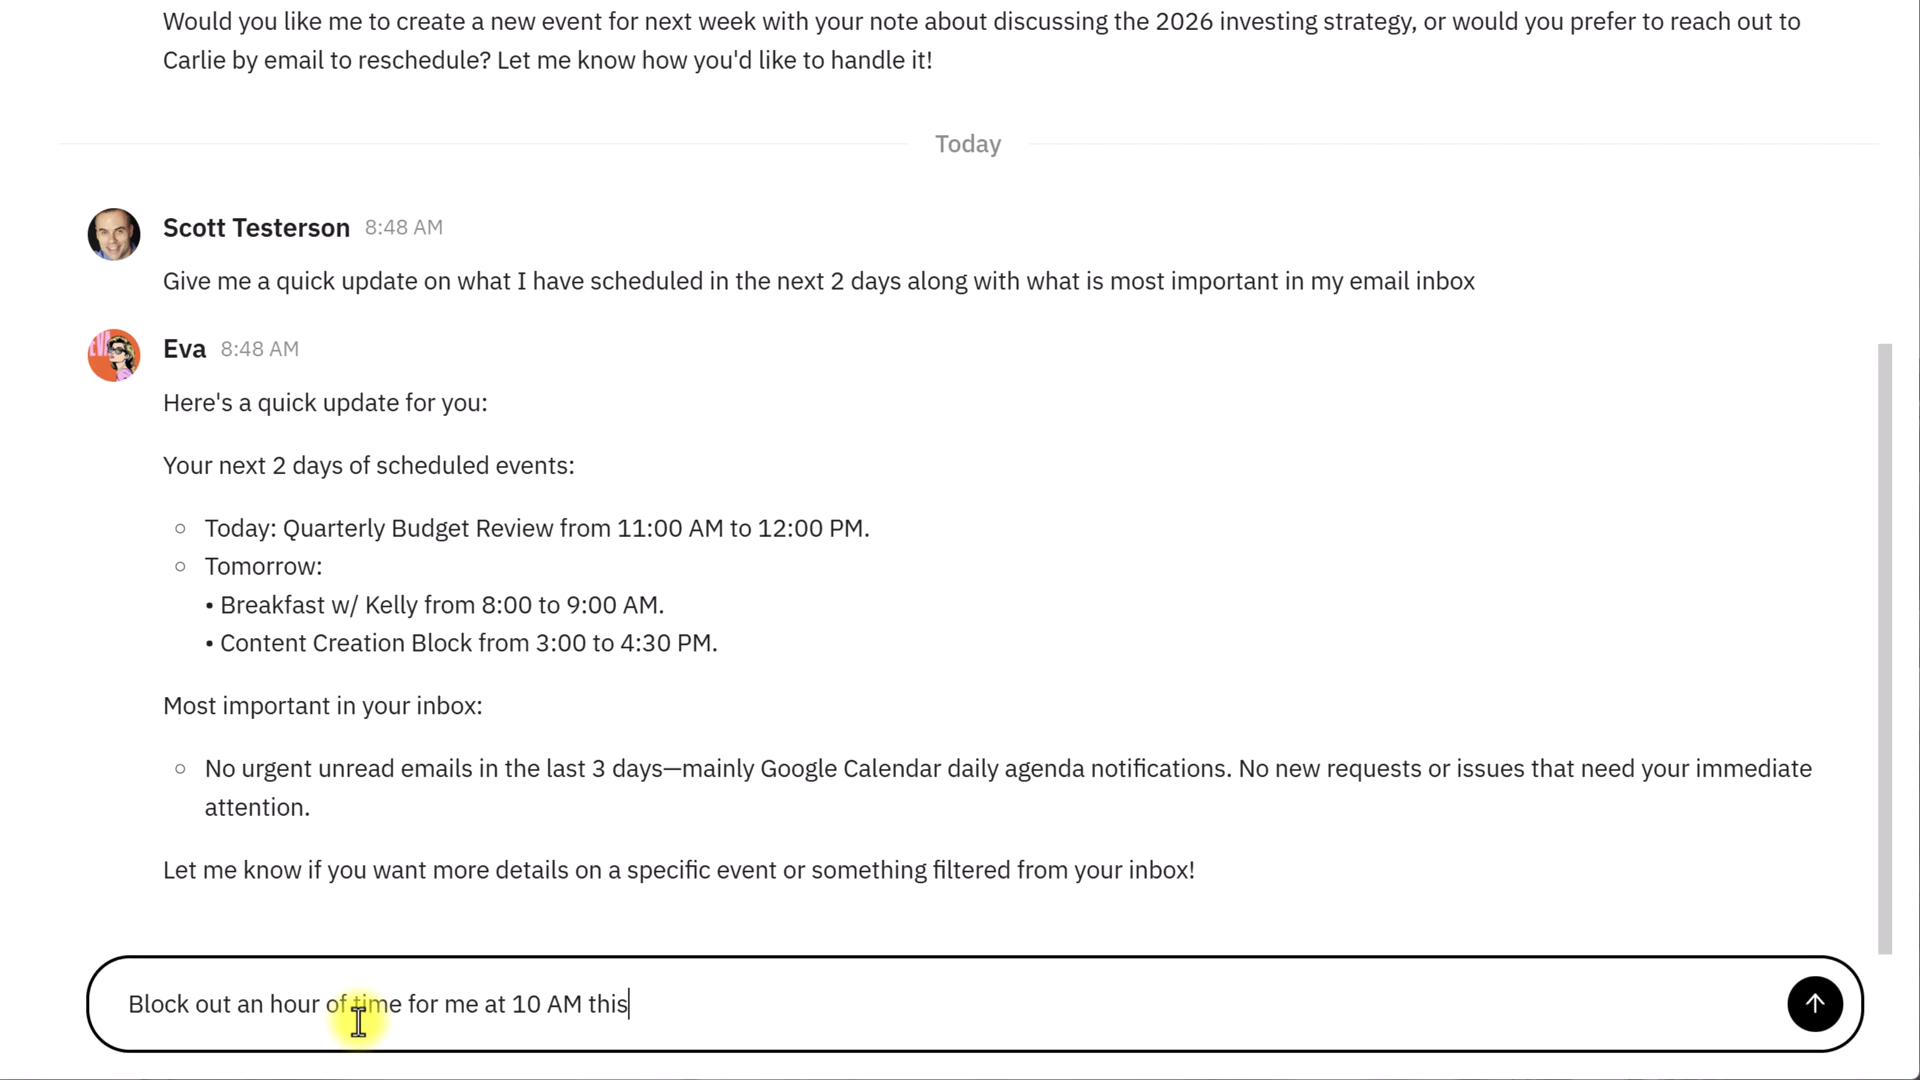 Would you like me to create a new event for next week with your note about discussing the 2026 investing strategy, or would you prefer to reach out to
Carlie by email to reschedule? Let me know how you'd like to handle it!
Today
Scott Testerson 8:48 AM
Give me a quick update on what I have scheduled in the next 2 days along with what is most important in my email inbox
EVA
Eva 8:48 AM
Here's a quick update for you:
Your next 2 days of scheduled events:
○ Today: Quarterly Budget Review from 11:00 AM to 12:00 PM.
○ Tomorrow:
• Breakfast w/ Kelly from 8:00 to 9:00 AM.
• Content Creation Block from 3:00 to 4:30 PM.
Most important in your inbox:
○ No urgent unread emails in the last 3 days—mainly Google Calendar daily agenda notifications. No new requests or issues that need your immediate
attention.
Let me know if you want more details on a specific event or something filtered from your inbox!
Block out an hour of time for me at 10 AM this